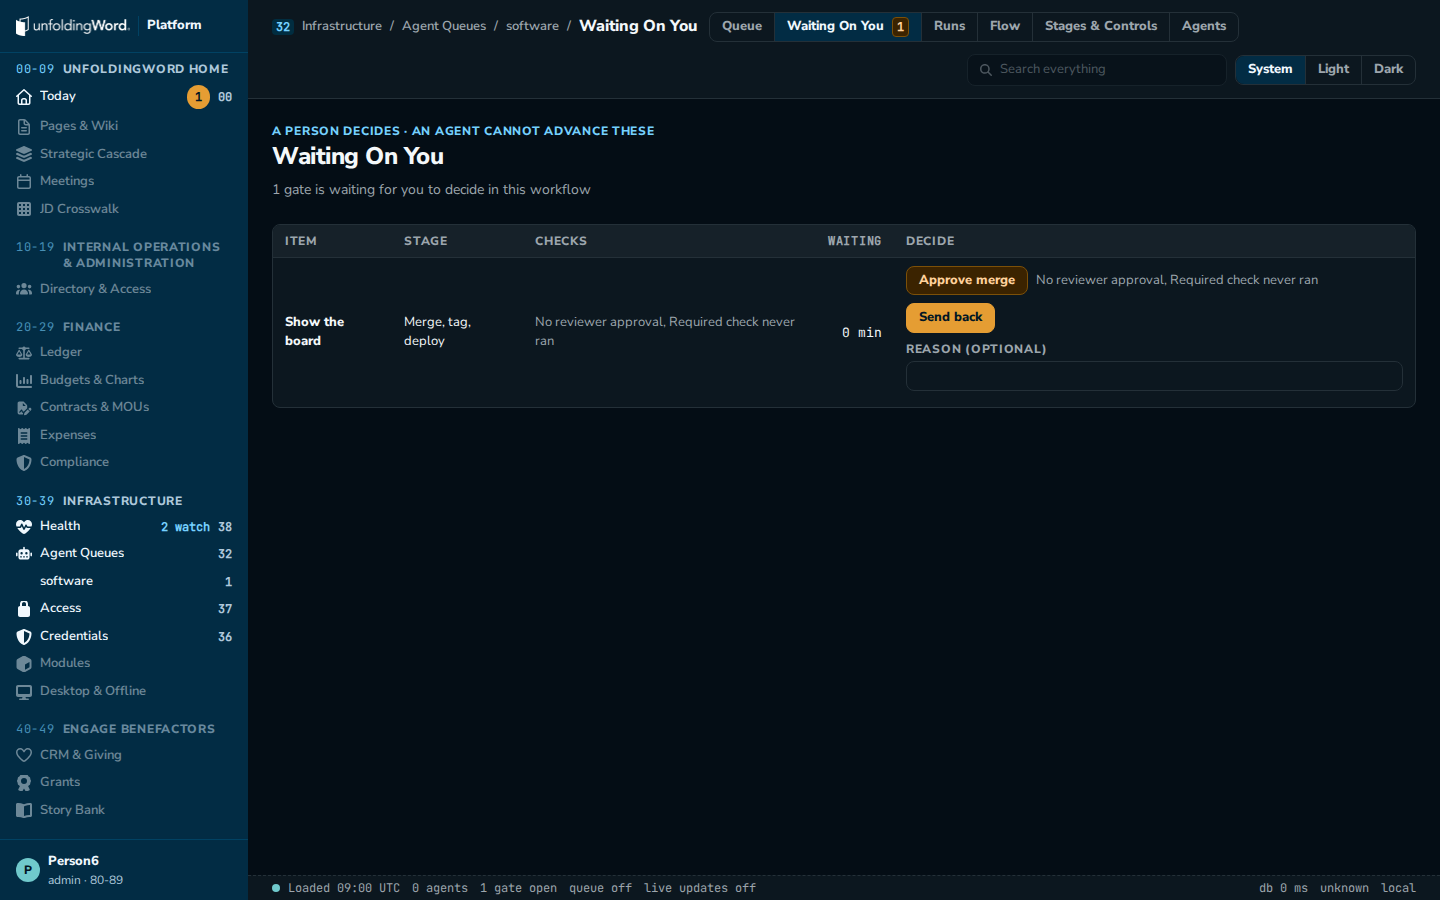 unfoldingWord. Platform
00-09 UNFOLDINGWORD HOME
Today 1 00
Pages & Wiki
Strategic Cascade
Meetings
JD Crosswalk
10-19 INTERNAL OPERATIONS
& ADMINISTRATION
Directory & Access
20-29 FINANCE
Ledger
Budgets & Charts
Contracts & MOUs
Expenses
Compliance
30-39 INFRASTRUCTURE
Health 2 watch 38
Agent Queues 32
software 1
Access 37
Credentials 36
Modules
Desktop & Offline
40-49 ENGAGE BENEFACTORS
CRM & Giving
Grants
Story Bank
P Person6
admin · 80-89
32 Infrastructure / Agent Queues / software / Waiting On You
Queue Waiting On You 1 Runs Flow Stages & Controls Agents
Search everything
System Light Dark
A PERSON DECIDES · AN AGENT CANNOT ADVANCE THESE
Waiting On You
1 gate is waiting for you to decide in this workflow
ITEM STAGE CHECKS WAITING DECIDE
Show the
board
Merge, tag,
deploy
No reviewer approval, Required check never
ran
0 min
Approve merge No reviewer approval, Required check never ran
Send back
REASON (OPTIONAL)
Loaded 09:00 UTC 0 agents 1 gate open queue off live updates off
db 0 ms unknown local